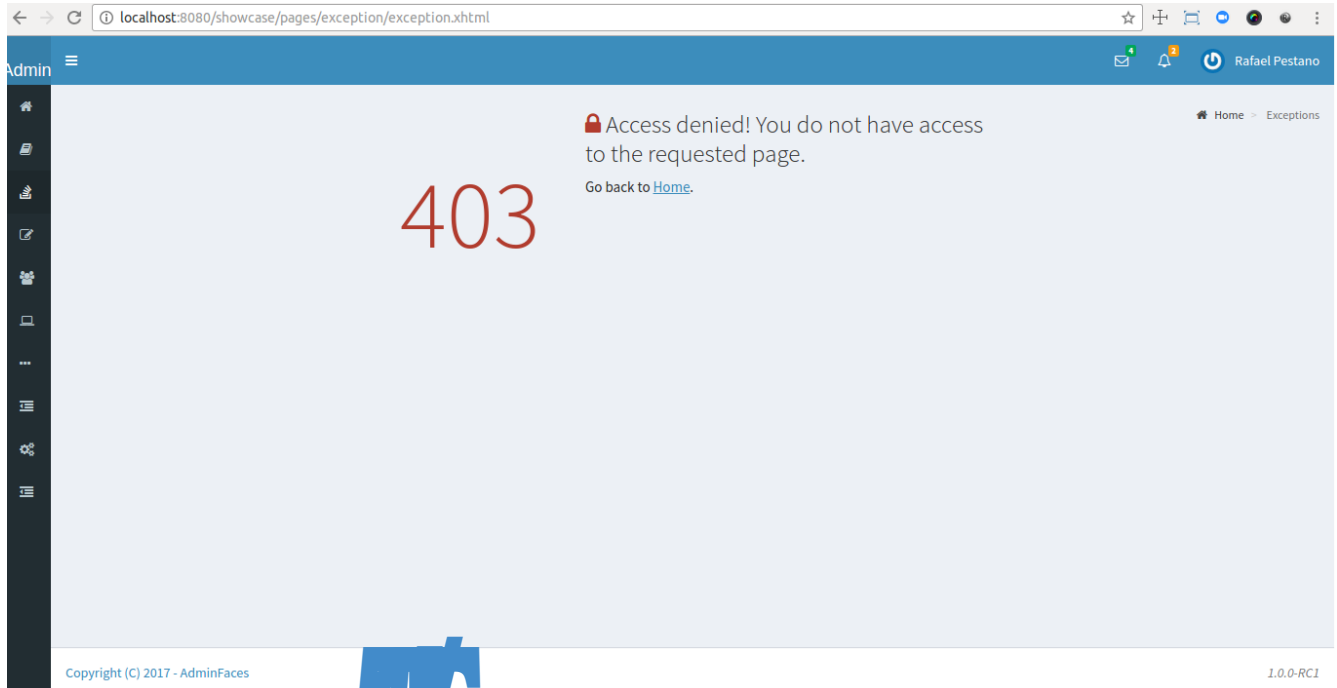 localhost:8080/showcase/pages/exception/exception.xhtml
Admin
4
2
Rafael Pestano
Home > Exceptions
Access denied! You do not have access
to the requested page.
Go back to Home.
403
Copyright (C) 2017 - AdminFaces
1.0.0-RC1